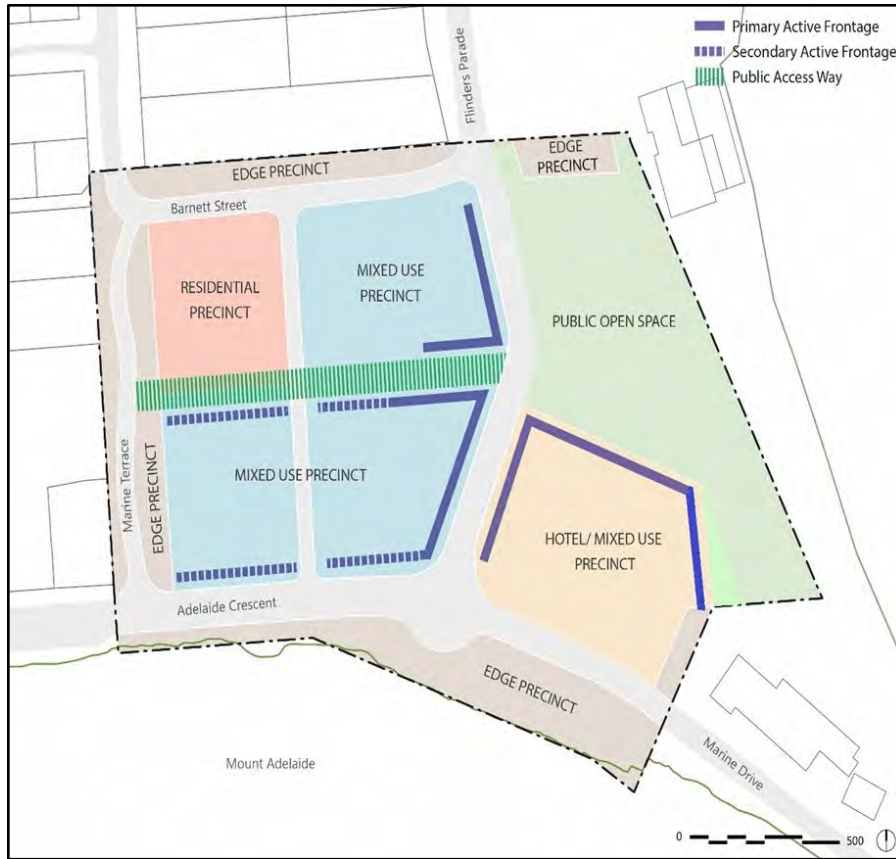 Primary Active Frontage
Secondary Active Frontage
Public Access Way
Flinders Parade
EDGE
PRECINCT
EDGE PRECINCT
Barnett Street
RESIDENTIAL
PRECINCT
MIXED USE
PRECINCT
PUBLIC OPEN SPACE
Marine Terrace
EDGE PRECINCT
MIXED USE PRECINCT
HOTEL/ MIXED USE
PRECINCT
Adelaide Crescent
EDGE PRECINCT
Mount Adelaide
Marine Drive
0 500